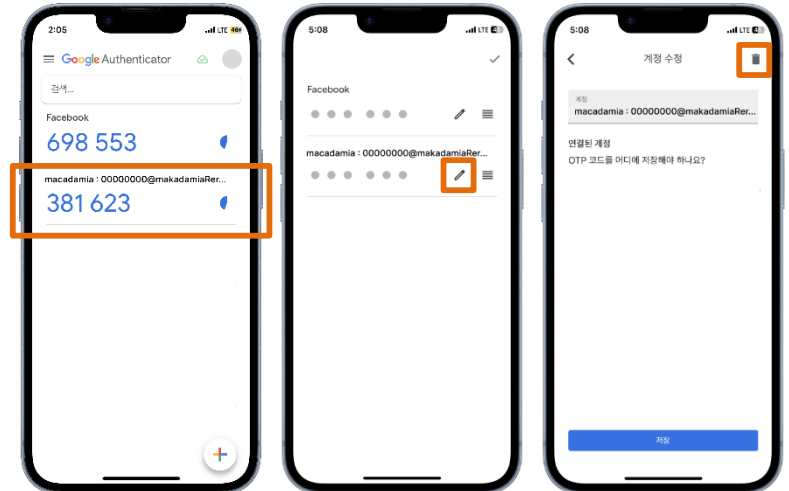 2:05
LTE 46
Google Authenticator
검색...
Facebook
698 553
macadamia : 00000000@makadamiaRer...
381 623
5:08
LTE
Facebook
macadamia : 00000000@makadamiaRer...
5:08
LTE
계정 수정
계정
macadamia : 00000000@makadamiaRer...
연결된 계정
OTP 코드를 어디에 저장해야 하나요?
저장